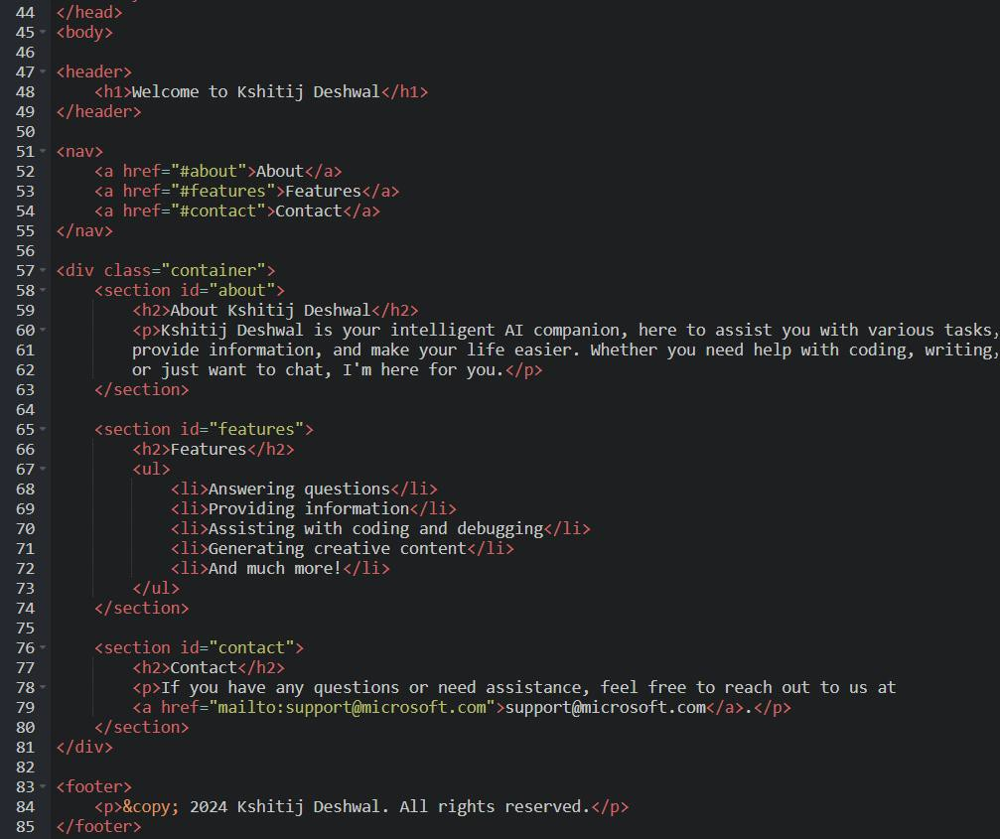 44 </head>
45 <body>
46
47 <header>
48     <h1>Welcome to Kshitij Deshwal</h1>
49 </header>
50
51 <nav>
52     <a href="#about">About</a>
53     <a href="#features">Features</a>
54     <a href="#contact">Contact</a>
55 </nav>
56
57 <div class="container">
58     <section id="about">
59         <h2>About Kshitij Deshwal</h2>
60         <p>Kshitij Deshwal is your intelligent AI companion, here to assist you with various tasks,
61         provide information, and make your life easier. Whether you need help with coding, writing,
62         or just want to chat, I'm here for you.</p>
63     </section>
64
65     <section id="features">
66         <h2>Features</h2>
67         <ul>
68             <li>Answering questions</li>
69             <li>Providing information</li>
70             <li>Assisting with coding and debugging</li>
71             <li>Generating creative content</li>
72             <li>And much more!</li>
73         </ul>
74     </section>
75
76     <section id="contact">
77         <h2>Contact</h2>
78         <p>If you have any questions or need assistance, feel free to reach out to us at
79         <a href="mailto:support@microsoft.com">support@microsoft.com</a>.</p>
80     </section>
81 </div>
82
83 <footer>
84     <p>&copy; 2024 Kshitij Deshwal. All rights reserved.</p>
85 </footer>